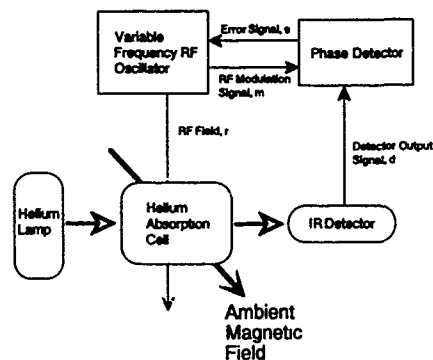 Variable
Frequency RF
Oscillator
Error Signal, e
Phase Detector
RF Modulation
Signal, m
RF Field, r
Detector Output
Signal, d
Helium
Lamp
Helium
Absorption
Cell
IR Detector
Ambient
Magnetic
Field